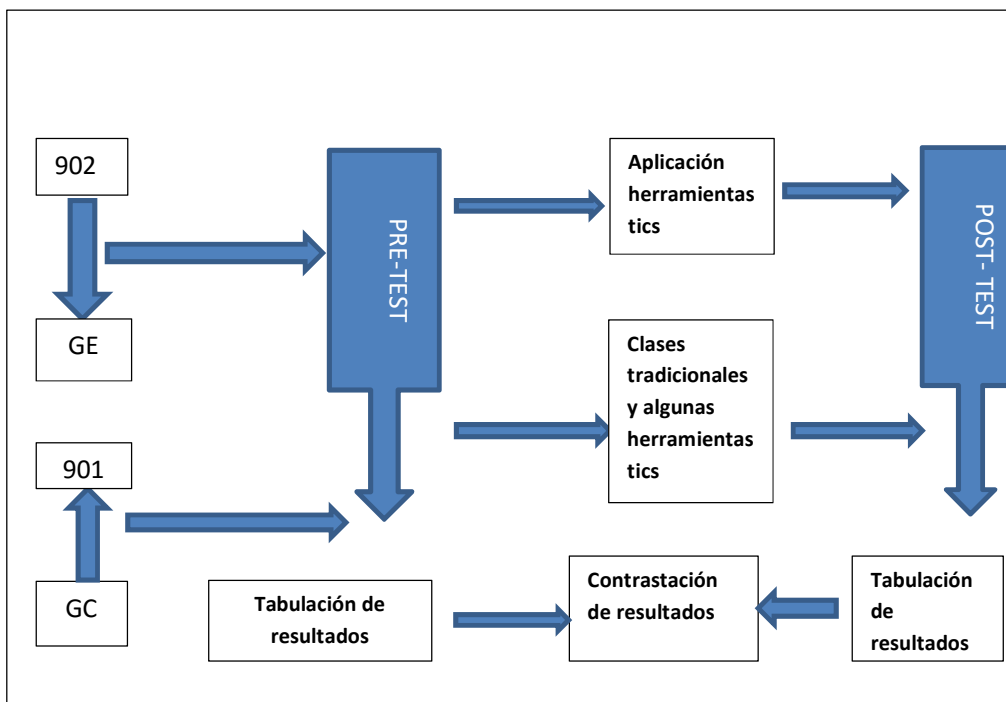 902
GE
901
GC
PRE-TEST
Aplicación
herramientas
tics
Clases
tradicionales
y algunas
herramientas
tics
POST- TEST
Tabulación de
resultados
Contrastación
de resultados
Tabulación
de
resultados